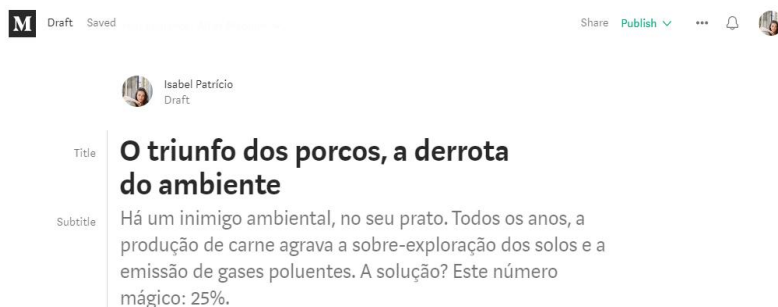 M Draft Saved Share Publish
Isabel Patrício
Draft
Title
O triunfo dos porcos, a derrota
do ambiente
Subtitle
Há um inimigo ambiental, no seu prato. Todos os anos, a
produção de carne agrava a sobre-exploração dos solos e a
emissão de gases poluentes. A solução? Este número
mágico: 25%.